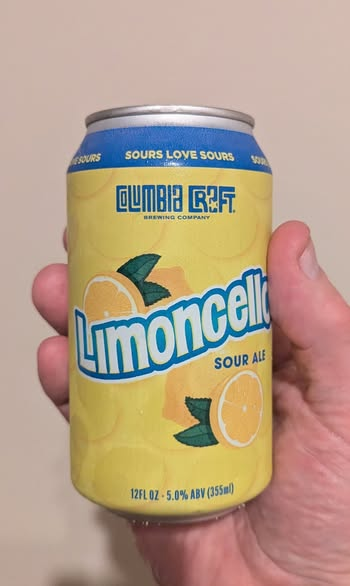 SOURS LOVE SOURS
COLUMBIA CRAFT
BREWING COMPANY
Limoncello
SOUR ALE
12FL OZ · 5.0% ABV (355ml)